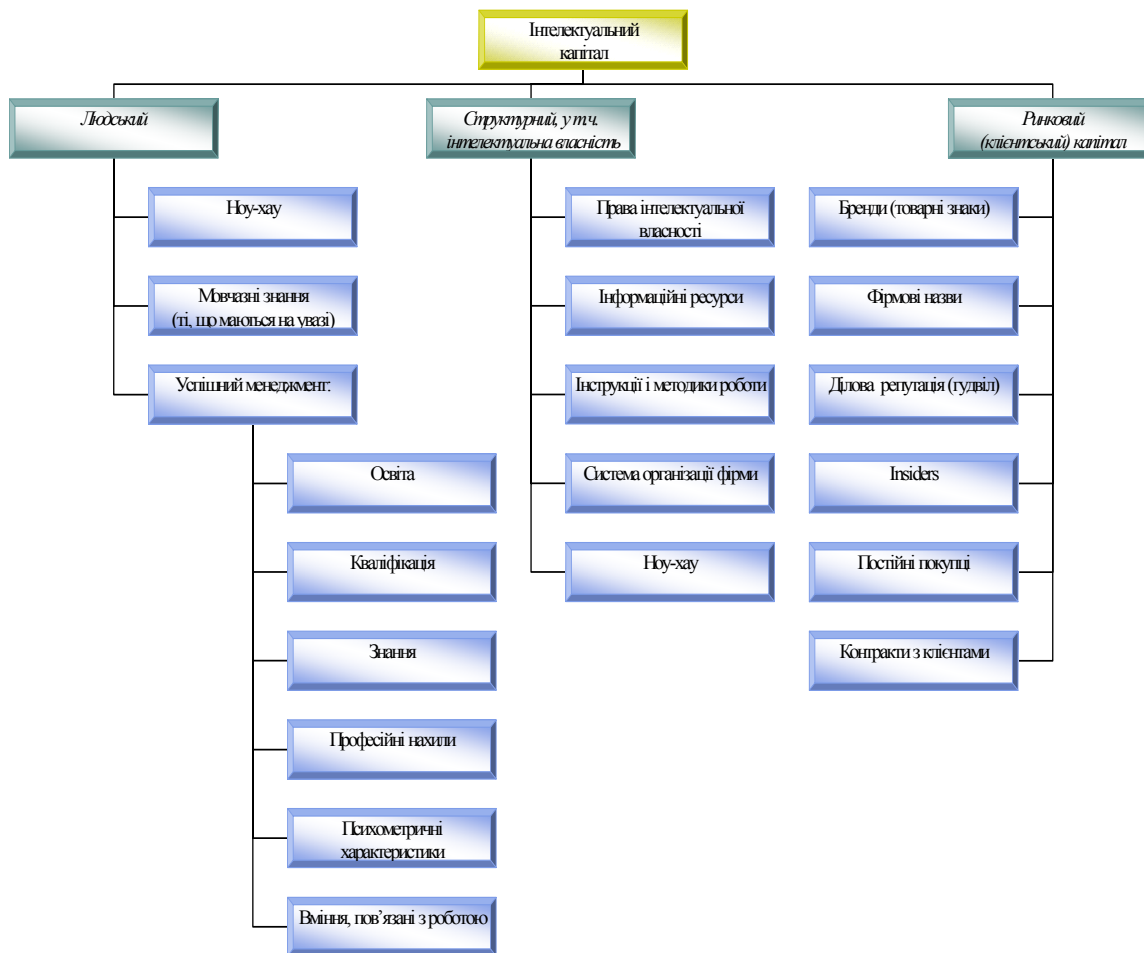 Інтелектуальний
капітал
Людський
Структурний, у т.ч.
інтелектуальна власність
Ринковий
(клієнтський) капітал
Ноу-хау
Мовчазні знання
(ті, що маються на увазі)
Успішний менеджмент:
Освіта
Кваліфікація
Знання
Професійні нахили
Психометричні
характеристики
Вміння, пов’язані з роботою
Права інтелектуальної
власності
Інформаційні ресурси
Інструкції і методики роботи
Система організації фірми
Ноу-хау
Бренди (товарні знаки)
Фірмові назви
Ділова репутація (гудвіл)
Insiders
Постійні покупці
Контракти з клієнтами